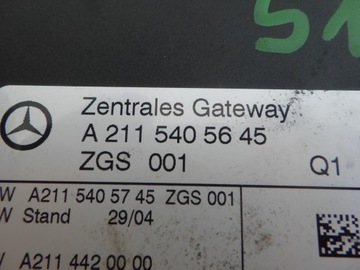 51
Zentrales Gateway
A 211 540 56 45
ZGS 001 Q1
W A211 540 57 45 ZGS 001
W Stand 29/04
A211 442 00 00